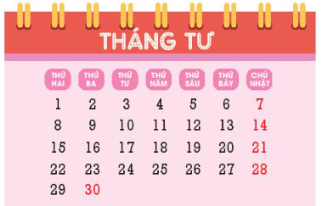 THÁNG TƯ
THỨ HAI THỨ BA THỨ TƯ THỨ NĂM THỨ SÁU THỨ BẢY CHỦ NHẬT
1 2 3 4 5 6 7
8 9 10 11 12 13 14
15 16 17 18 19 20 21
22 23 24 25 26 27 28
29 30